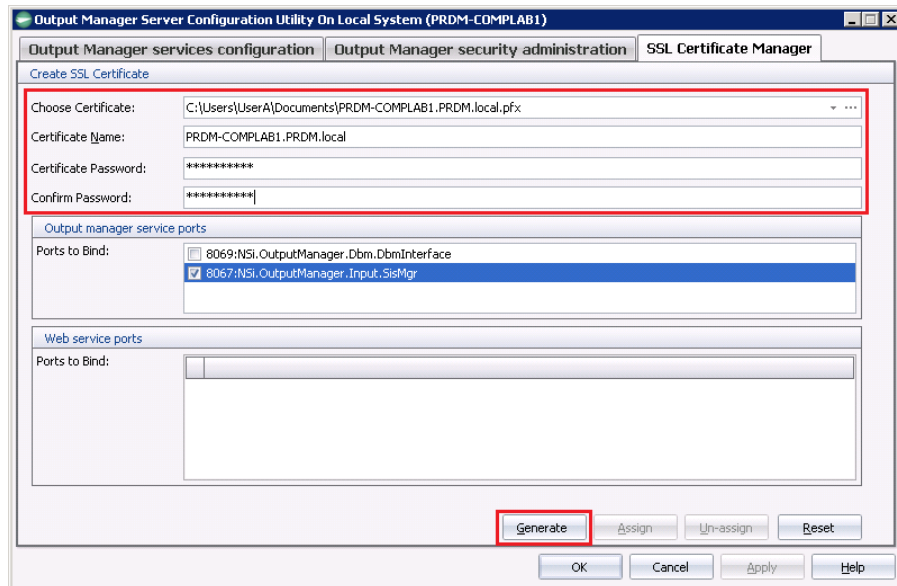 Output Manager Server Configuration Utility On Local System (PRDM-COMPLAB1)
Output Manager services configuration Output Manager security administration SSL Certificate Manager
Create SSL Certificate
Choose Certificate: C:\Users\UserA\Documents\PRDM-COMPLAB1.PRDM.local.pfx
Certificate Name: PRDM-COMPLAB1.PRDM.local
Certificate Password: **********
Confirm Password: **********
Output manager service ports
Ports to Bind: 8069:NSi.OutputManager.Dbm.DbmInterface
8067:NSi.OutputManager.Input.SisMgr
Web service ports
Ports to Bind:
Generate Assign Un-assign Reset
OK Cancel Apply Help